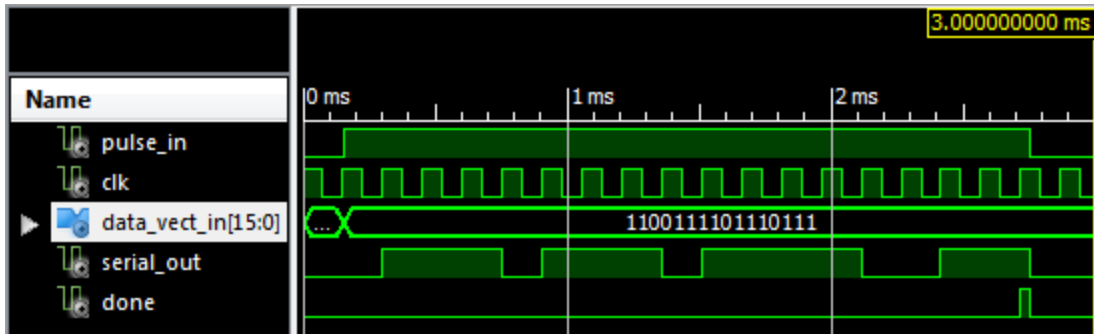 3.000000000 ms
Name
0 ms 1 ms 2 ms
pulse_in
clk
data_vect_in[15:0] ... 1100111101110111
serial_out
done